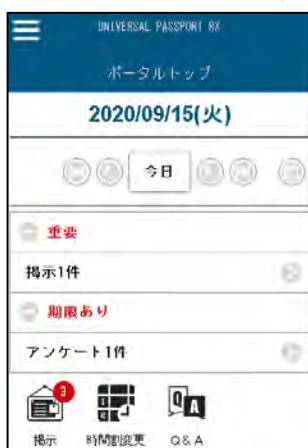 UNIVERSAL PASSPORT RX
ポータルトップ
2020/09/15(火)
今日
重要
掲示1件
期限あり
アンケート1件
3
掲示 時間割変更 Q&A